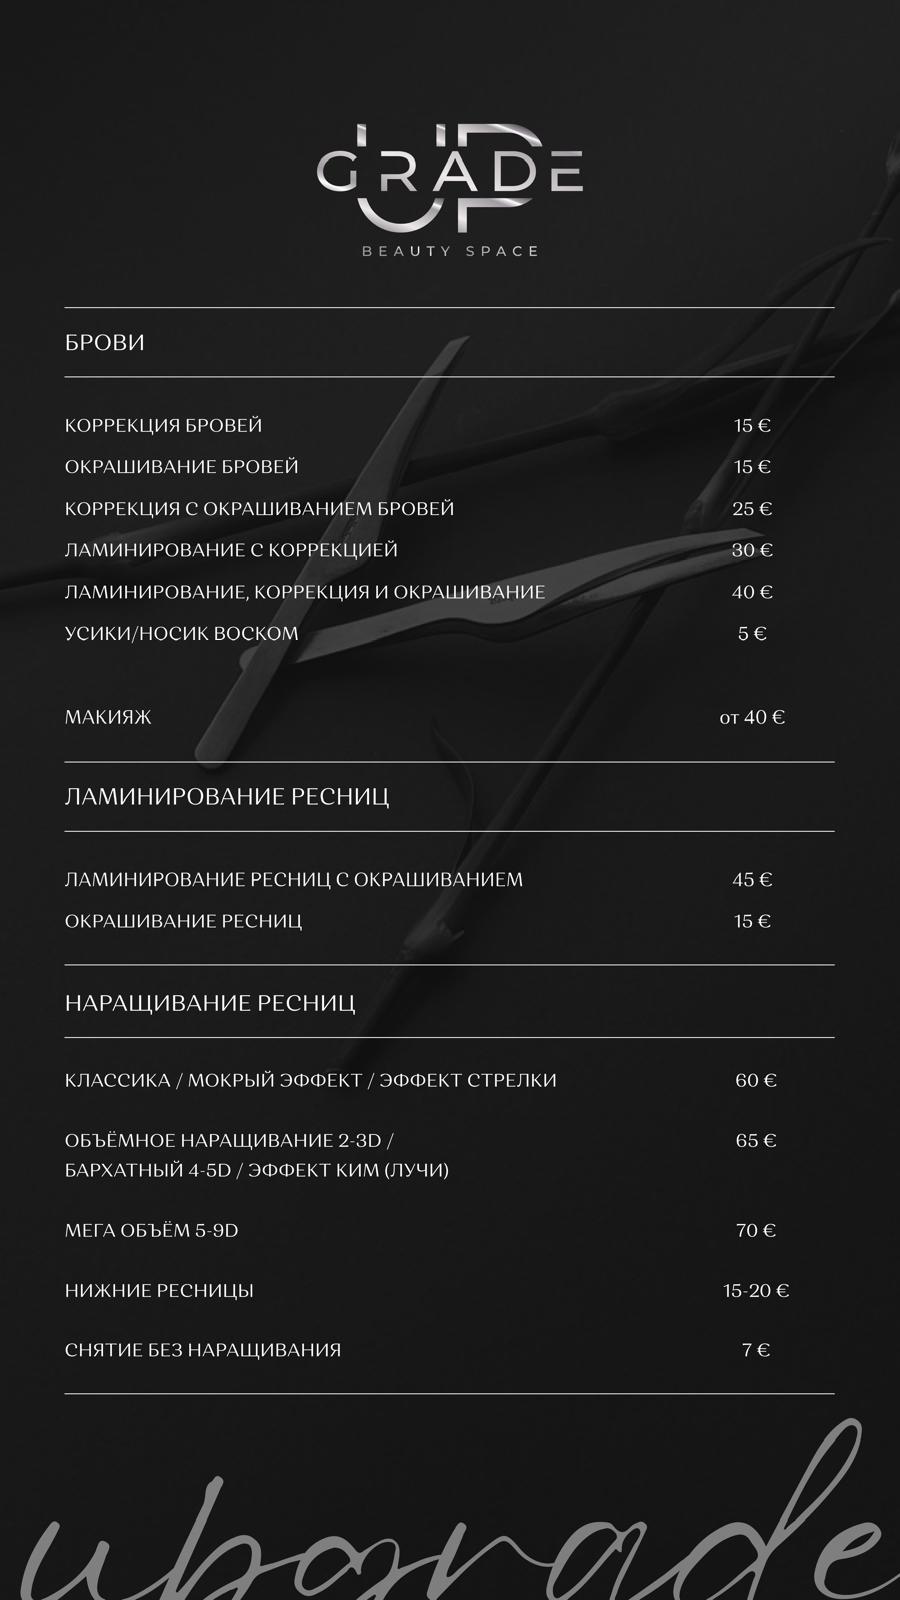 UP
GRADE
BEAUTY SPACE
БРОВИ
КОРРЕКЦИЯ БРОВЕЙ 15 €
ОКРАШИВАНИЕ БРОВЕЙ 15 €
КОРРЕКЦИЯ С ОКРАШИВАНИЕМ БРОВЕЙ 25 €
ЛАМИНИРОВАНИЕ С КОРРЕКЦИЕЙ 30 €
ЛАМИНИРОВАНИЕ, КОРРЕКЦИЯ И ОКРАШИВАНИЕ 40 €
УСИКИ/НОСИК ВОСКОМ 5 €
МАКИЯЖ от 40 €
ЛАМИНИРОВАНИЕ РЕСНИЦ
ЛАМИНИРОВАНИЕ РЕСНИЦ С ОКРАШИВАНИЕМ 45 €
ОКРАШИВАНИЕ РЕСНИЦ 15 €
НАРАЩИВАНИЕ РЕСНИЦ
КЛАССИКА / МОКРЫЙ ЭФФЕКТ / ЭФФЕКТ СТРЕЛКИ 60 €
ОБЪЁМНОЕ НАРАЩИВАНИЕ 2-3D / 65 €
БАРХАТНЫЙ 4-5D / ЭФФЕКТ КИМ (ЛУЧИ)
МЕГА ОБЪЁМ 5-9D 70 €
НИЖНИЕ РЕСНИЦЫ 15-20 €
СНЯТИЕ БЕЗ НАРАЩИВАНИЯ 7 €
upgrade